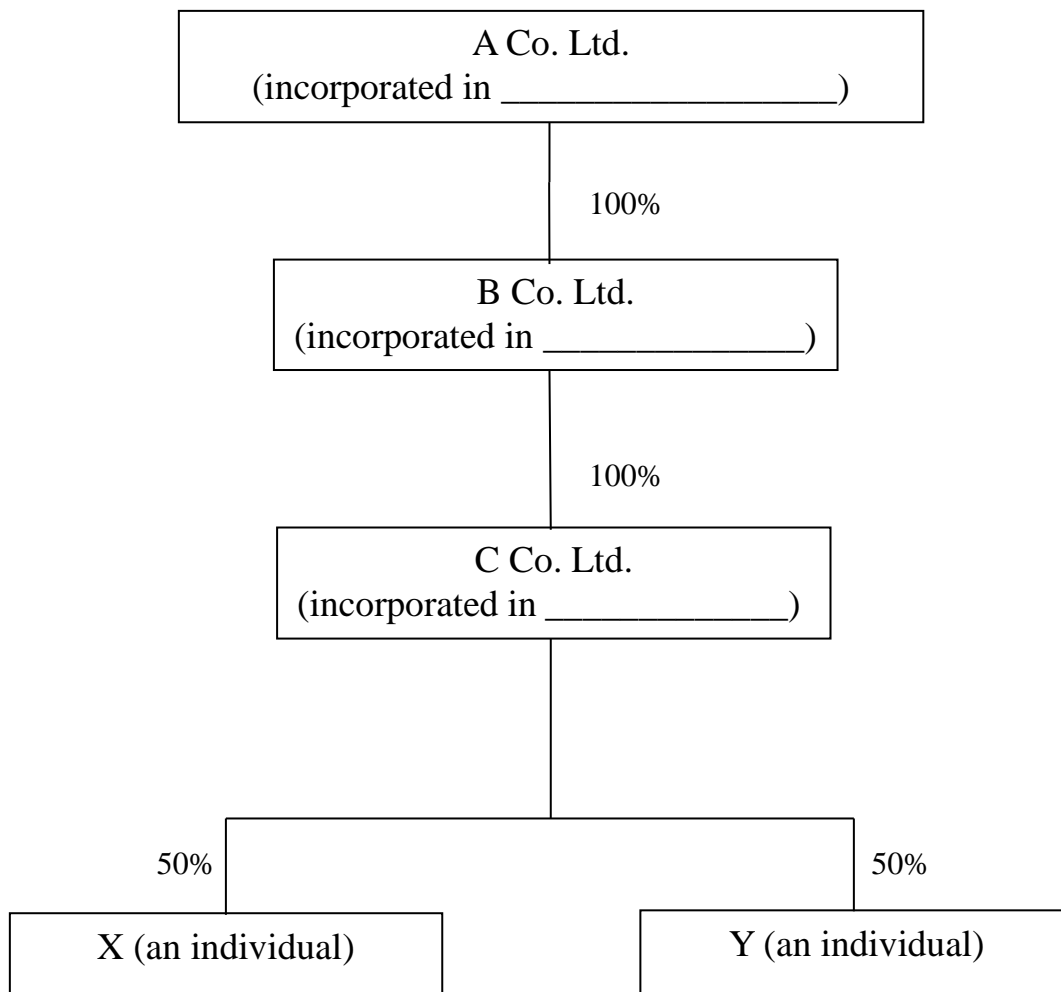 A Co. Ltd.
(incorporated in __________________)
100%
B Co. Ltd.
(incorporated in ______________)
100%
C Co. Ltd.
(incorporated in _____________)
50%
50%
X (an individual)
Y (an individual)